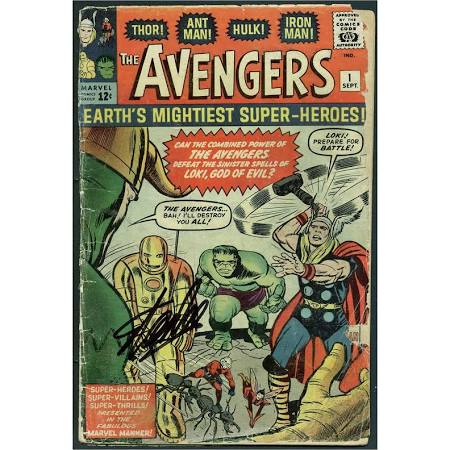 THOR!
ANT
MAN!
HULK!
IRON
MAN!
APPROVED
BY THE
COMICS
CODE
AUTHORITY
IND.
THE AVENGERS
MARVEL
COMICS
GROUP
12¢
1
SEPT.
EARTH'S MIGHTIEST SUPER-HEROES!
CAN THE COMBINED POWER OF
THE AVENGERS
DEFEAT THE SINISTER SPELLS OF
LOKI, GOD OF EVIL?
LOKI!
PREPARE FOR
BATTLE!
THE AVENGERS...
BAH! I'LL DESTROY
YOU ALL!
Stan Lee
SUPER-HEROES!
SUPER-VILLAINS!
SUPER-THRILLS!
PRESENTED
IN THE
FABULOUS
MARVEL MANNER!